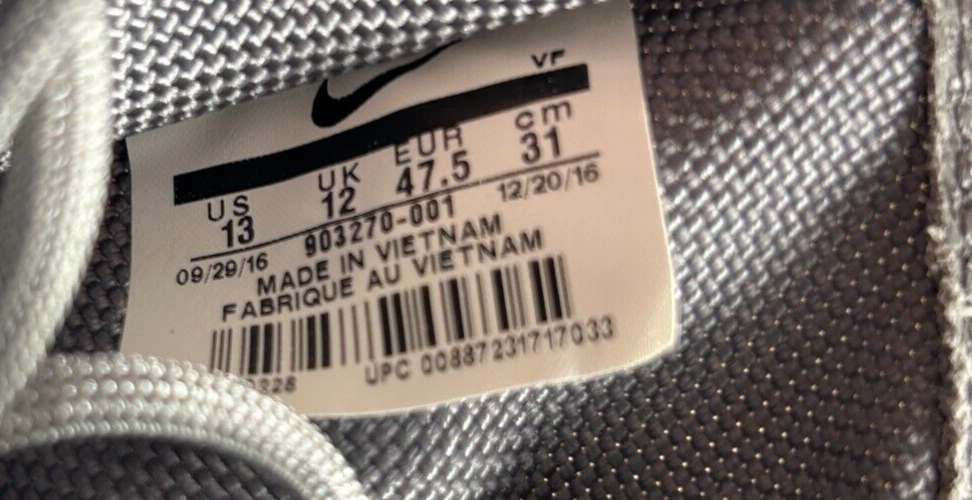 VF
US UK EUR cm
13 12 47.5 31
09/29/16 903270-001 12/20/16
MADE IN VIETNAM
FABRIQUE AU VIETNAM
UPC 00887231717033